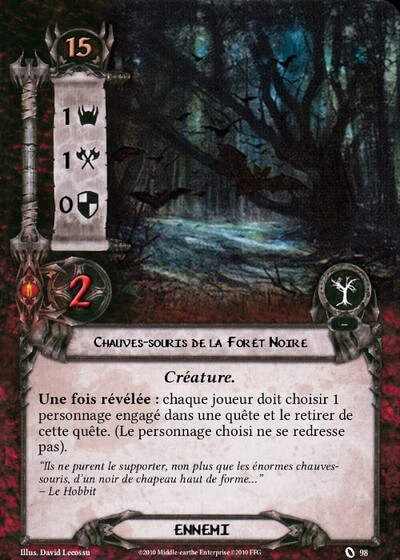 15
1
1
0
2
Chauves-souris de la Forêt Noire
Créature.
Une fois révélée : chaque joueur doit choisir 1
personnage engagé dans une quête et le retirer de
cette quête. (Le personnage choisi ne se redresse
pas).
"Ils ne purent le supporter, non plus que les énormes chauves-
souris, d'un noir de chapeau haut de forme..."
– Le Hobbit
ENNEMI
Illus. David Lecossu
©2010 Middle-earthe Enterprise ©2010 FFG
98